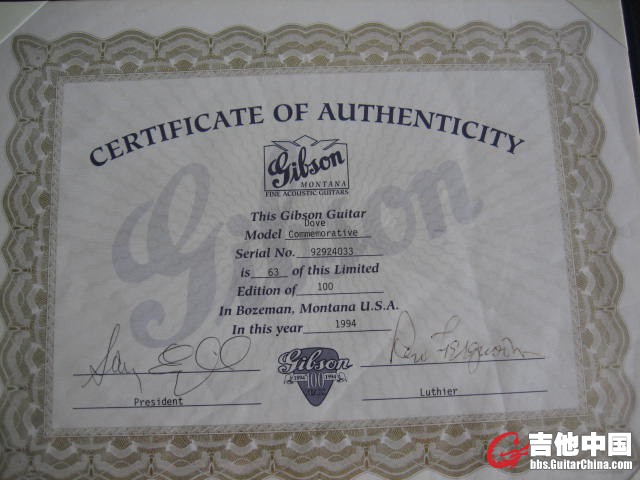 CERTIFICATE OF AUTHENTICITY
Gibson
MONTANA
FINE ACOUSTIC GUITARS
This Gibson Guitar
Dove
Model Commemorative
Serial No. 92924033
is 63 of this Limited
Edition of 100
In Bozeman, Montana U.S.A.
In this year 1994
Gibson
1894 100 1994
President
Luthier
Gibson
吉他中国
bbs.GuitarChina.com